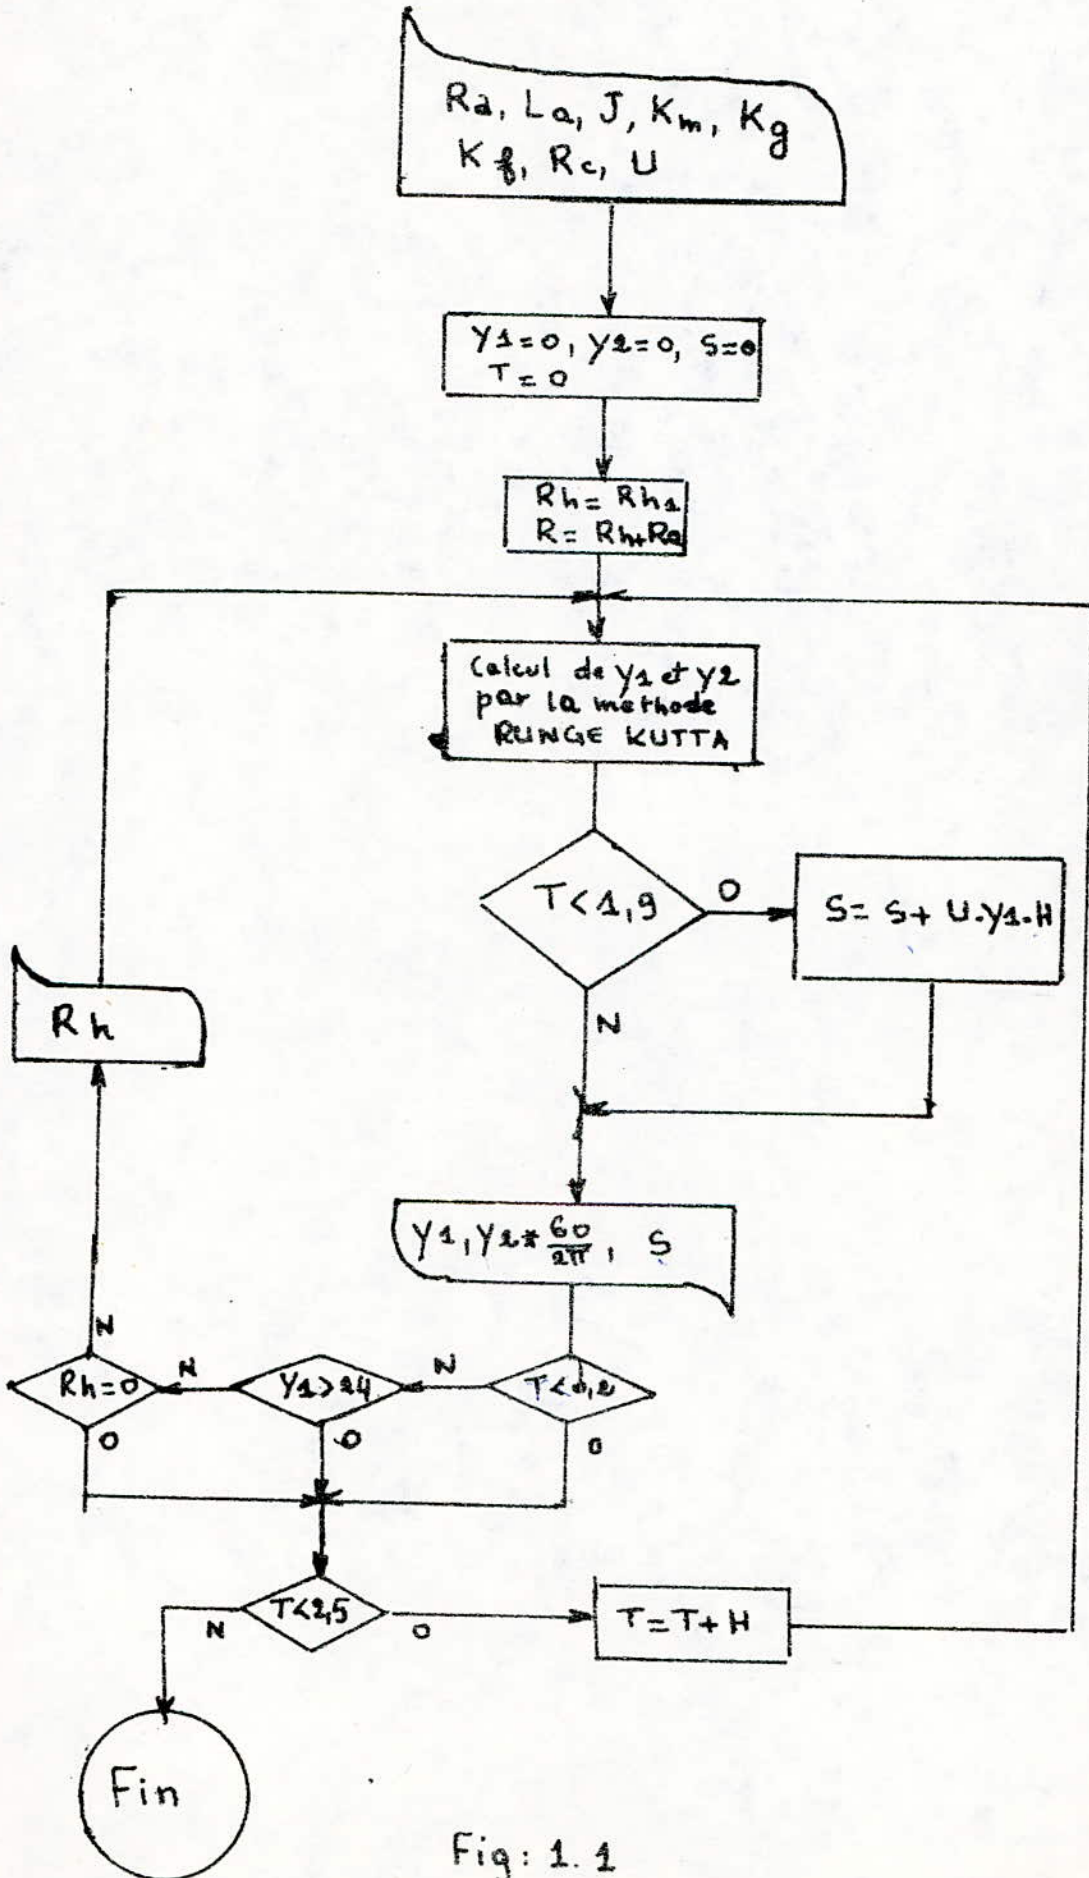 Ra, La, J, Km, Kg
Kf, Rc, U
Y1=0, Y2=0, S=0
T=0
Rh= Rh1
R= Rh+Ra
Calcul de Y1 et Y2
par la méthode
RUNGE KUTTA
T<1,9
O
S= S+ U.Y1.H
N
Rh
Y1, Y2* 60/2π, S
N
Rh=0
N
Y1>24
N
O
O
O
T<2,5
N
O
T=T+H
Fin
Fig: 1.1